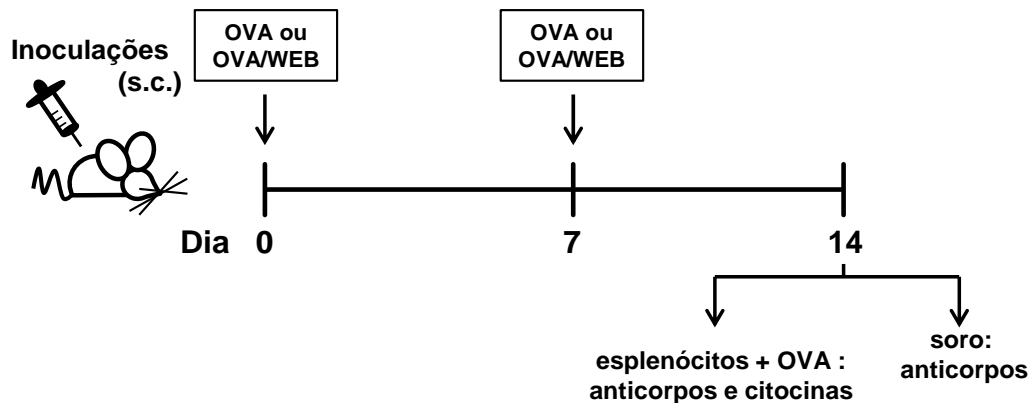 Inoculações
(s.c.)
OVA ou
OVA/WEB
OVA ou
OVA/WEB
Dia 0 7 14
esplenócitos + OVA :
anticorpos e citocinas
soro:
anticorpos